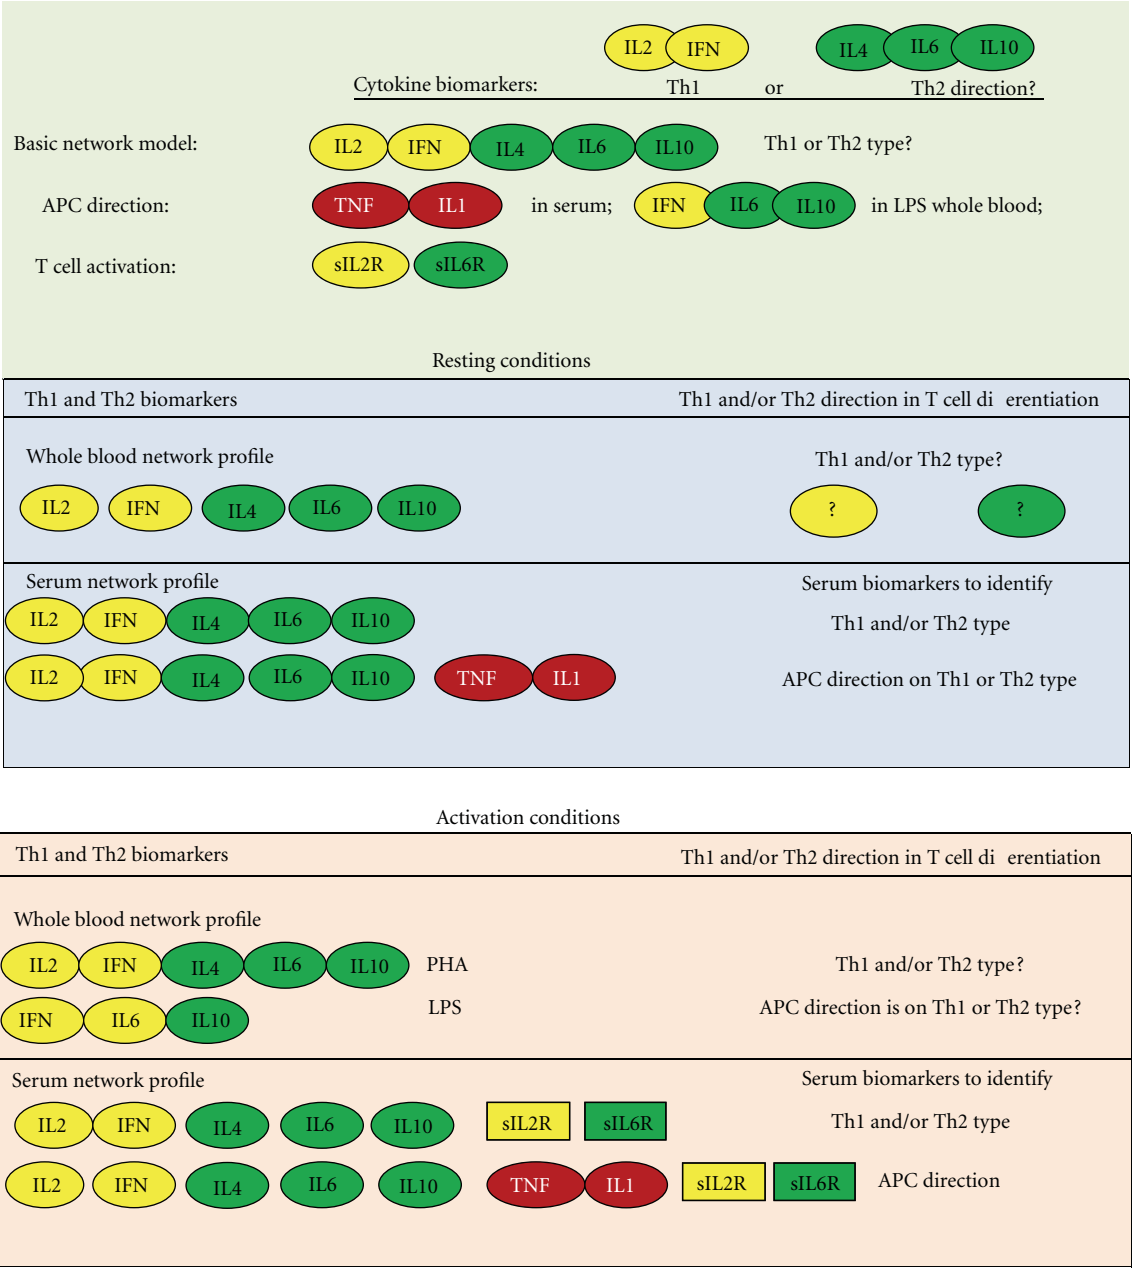 IL2 IFN IL4 IL6 IL10
Cytokine biomarkers: Th1 or Th2 direction?
Basic network model: IL2 IFN IL4 IL6 IL10 Th1 or Th2 type?
APC direction: TNF IL1 in serum; IFN IL6 IL10 in LPS whole blood;
T cell activation: sIL2R sIL6R
Resting conditions
Th1 and Th2 biomarkers Th1 and/or Th2 direction in T cell di erentiation
Whole blood network profile Th1 and/or Th2 type?
IL2 IFN IL4 IL6 IL10 ? ?
Serum network profile Serum biomarkers to identify
IL2 IFN IL4 IL6 IL10 Th1 and/or Th2 type
IL2 IFN IL4 IL6 IL10 TNF IL1 APC direction on Th1 or Th2 type
Activation conditions
Th1 and Th2 biomarkers Th1 and/or Th2 direction in T cell di erentiation
Whole blood network profile
IL2 IFN IL4 IL6 IL10 PHA Th1 and/or Th2 type?
IFN IL6 IL10 LPS APC direction is on Th1 or Th2 type?
Serum network profile Serum biomarkers to identify
IL2 IFN IL4 IL6 IL10 sIL2R sIL6R Th1 and/or Th2 type
IL2 IFN IL4 IL6 IL10 TNF IL1 sIL2R sIL6R APC direction